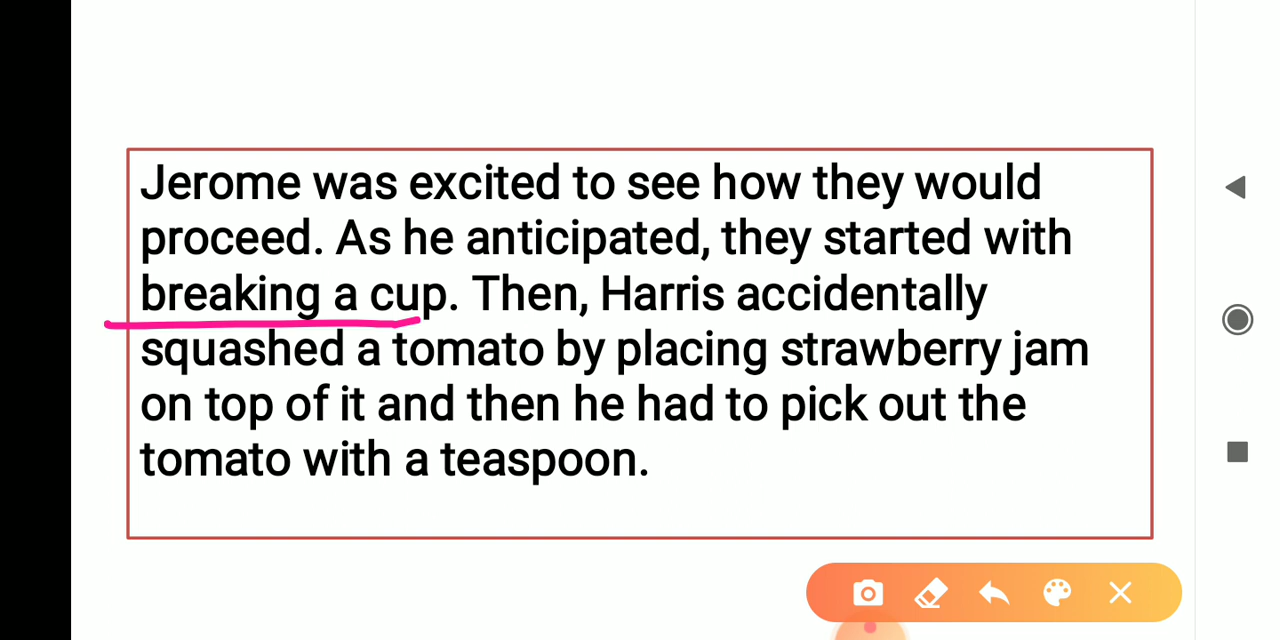 Jerome was excited to see how they would
proceed. As he anticipated, they started with
breaking a cup. Then, Harris accidentally
squashed a tomato by placing strawberry jam
on top of it and then he had to pick out the
tomato with a teaspoon.